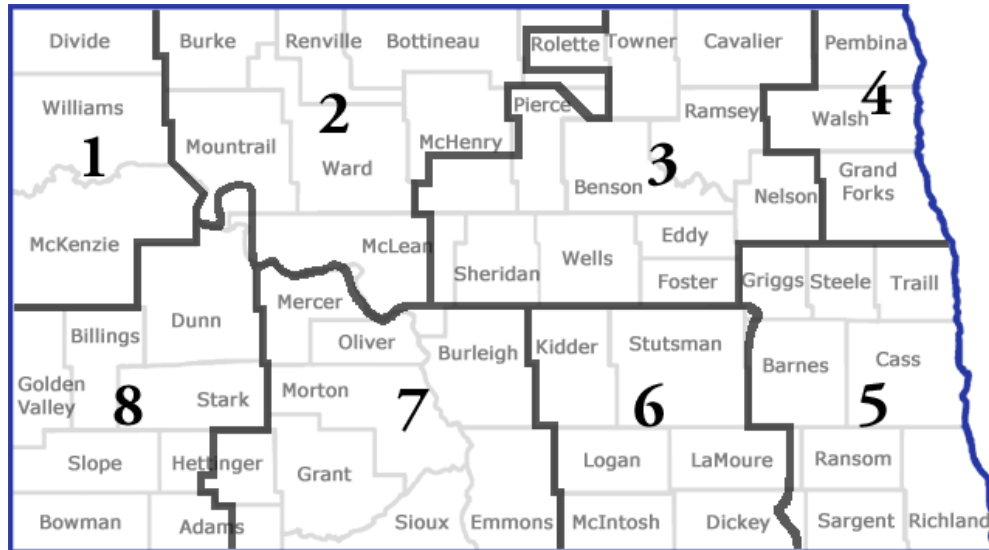 Divide
Burke
Renville
Bottineau
Rolette
Towner
Cavalier
Pembina
Williams
2
Pierce
Ramsey
4
Walsh
1
Mountrail
Ward
McHenry
3
Benson
Nelson
Grand
Forks
McKenzie
McLean
Sheridan
Wells
Eddy
Foster
Griggs
Steele
Traill
Mercer
Dunn
Billings
Oliver
Burleigh
Kidder
Stutsman
Barnes
Cass
Golden
Valley
8
Stark
Morton
7
6
5
Slope
Hettinger
Grant
Logan
LaMoure
Ransom
Bowman
Adams
Sioux
Emmons
McIntosh
Dickey
Sargent
Richland